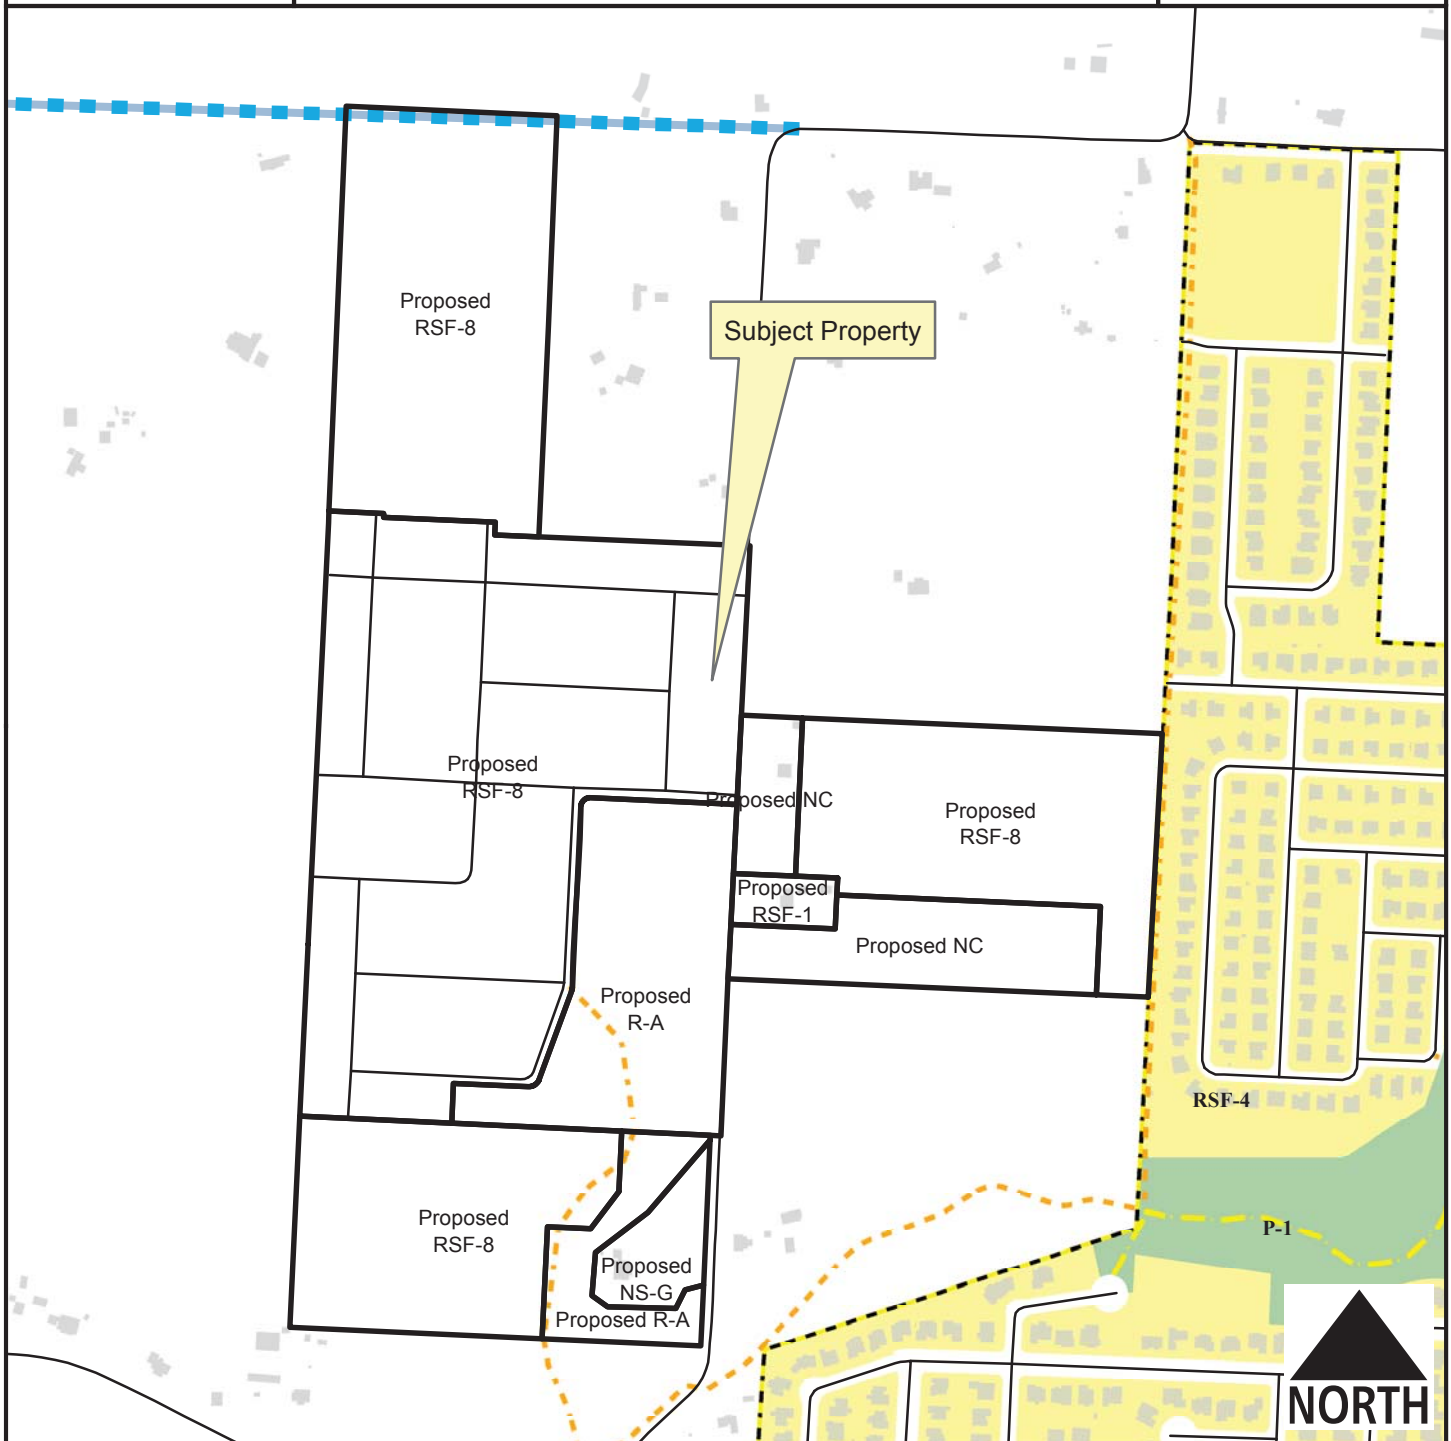 Proposed
RSF-8
Subject Property
Proposed
RSF-8
Proposed NC
Proposed
RSF-8
Proposed
RSF-1
Proposed NC
Proposed
R-A
RSF-4
Proposed
RSF-8
P-1
Proposed
NS-G
Proposed R-A
NORTH